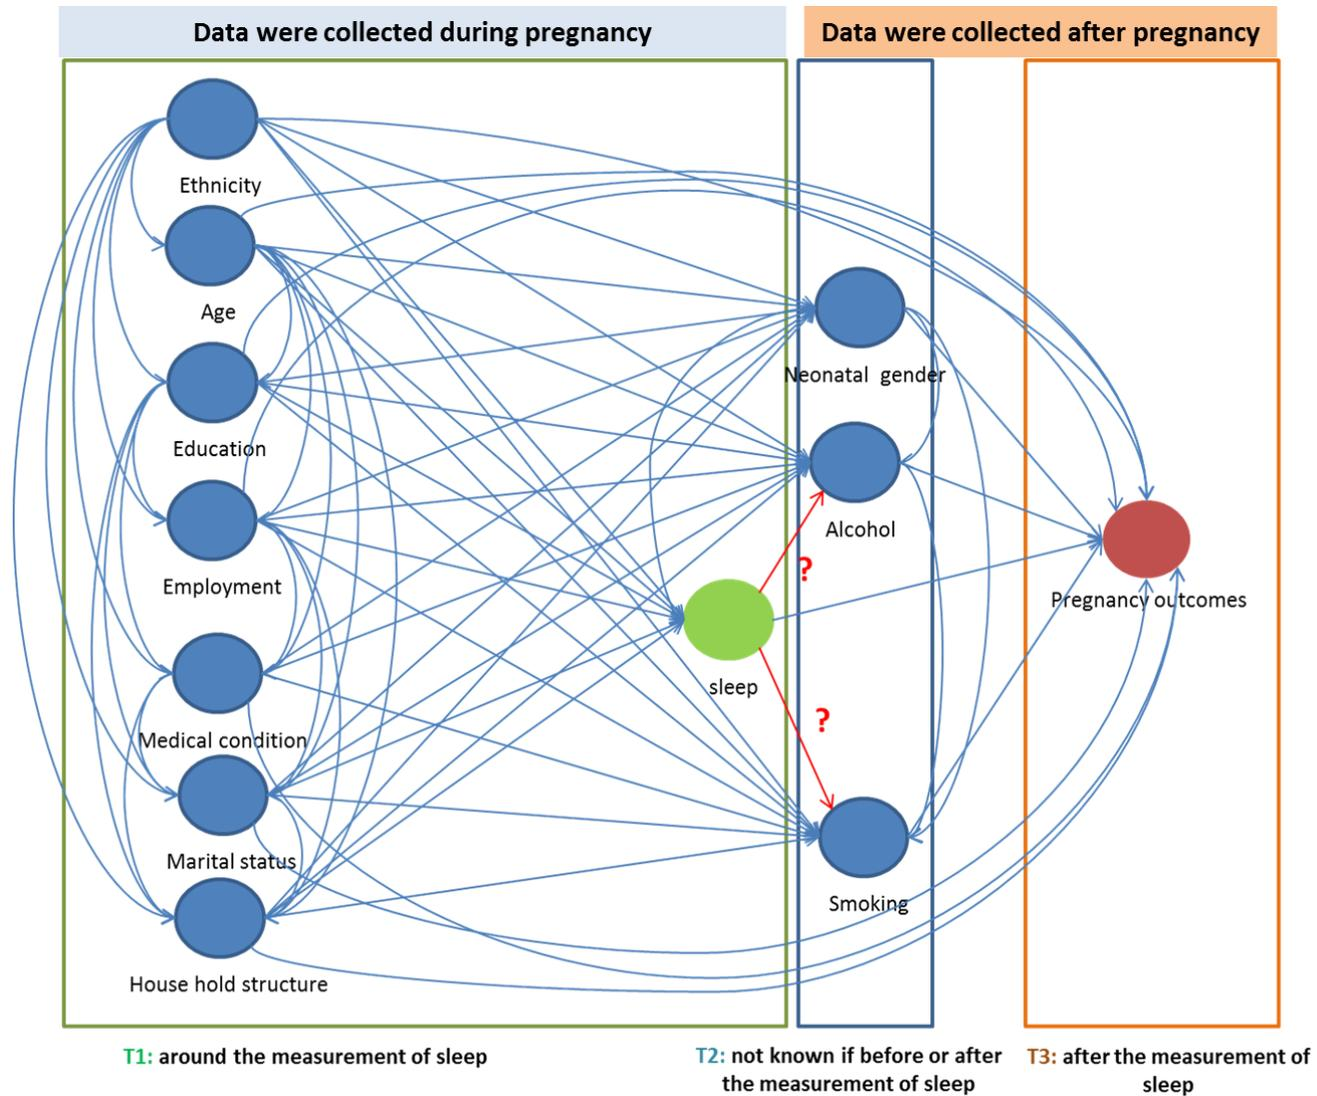 Data were collected during pregnancy
Data were collected after pregnancy
Ethnicity
Age
Education
Employment
Medical condition
Marital status
House hold structure
sleep
?
?
Neonatal gender
Alcohol
Smoking
Pregnancy outcomes
T1: around the measurement of sleep
T2: not known if before or after
the measurement of sleep
T3: after the measurement of
sleep